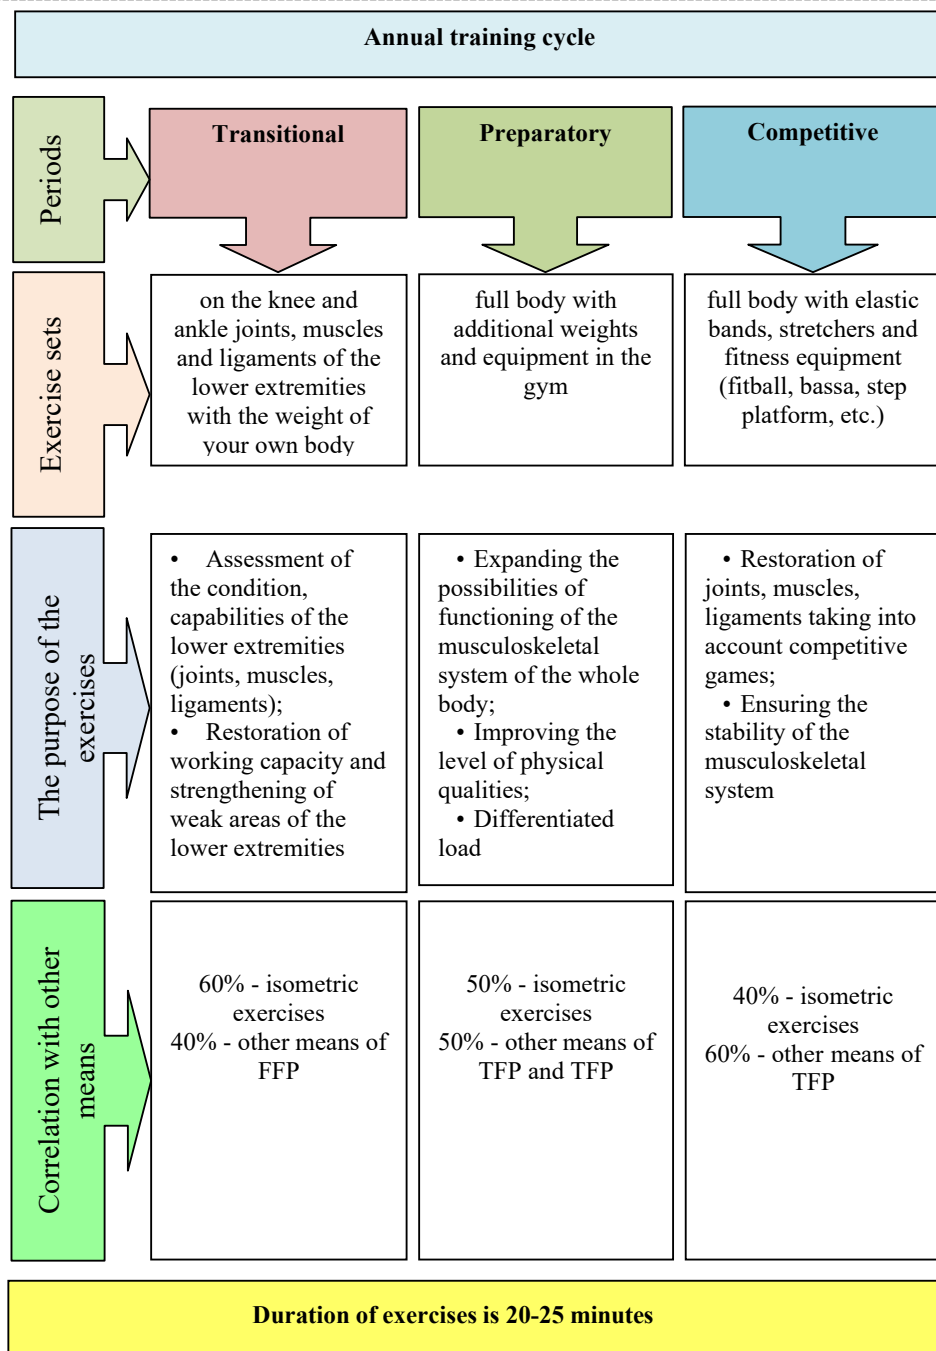 Annual training cycle
Periods
Transitional
Preparatory
Competitive
Exercise sets
on the knee and
ankle joints, muscles
and ligaments of the
lower extremities
with the weight of
your own body
full body with
additional weights
and equipment in the
gym
full body with elastic
bands, stretchers and
fitness equipment
(fitball, bassa, step
platform, etc.)
The purpose of the
exercises
• Assessment of
the condition,
capabilities of the
lower extremities
(joints, muscles,
ligaments);
• Restoration of
working capacity and
strengthening of
weak areas of the
lower extremities
• Expanding the
possibilities of
functioning of the
musculoskeletal
system of the whole
body;
• Improving the
level of physical
qualities;
• Differentiated
load
• Restoration of
joints, muscles,
ligaments taking into
account competitive
games;
• Ensuring the
stability of the
musculoskeletal
system
Correlation with other
means
60% - isometric
exercises
40% - other means of
FFP
50% - isometric
exercises
50% - other means of
TFP and TFP
40% - isometric
exercises
60% - other means of
TFP
Duration of exercises is 20-25 minutes